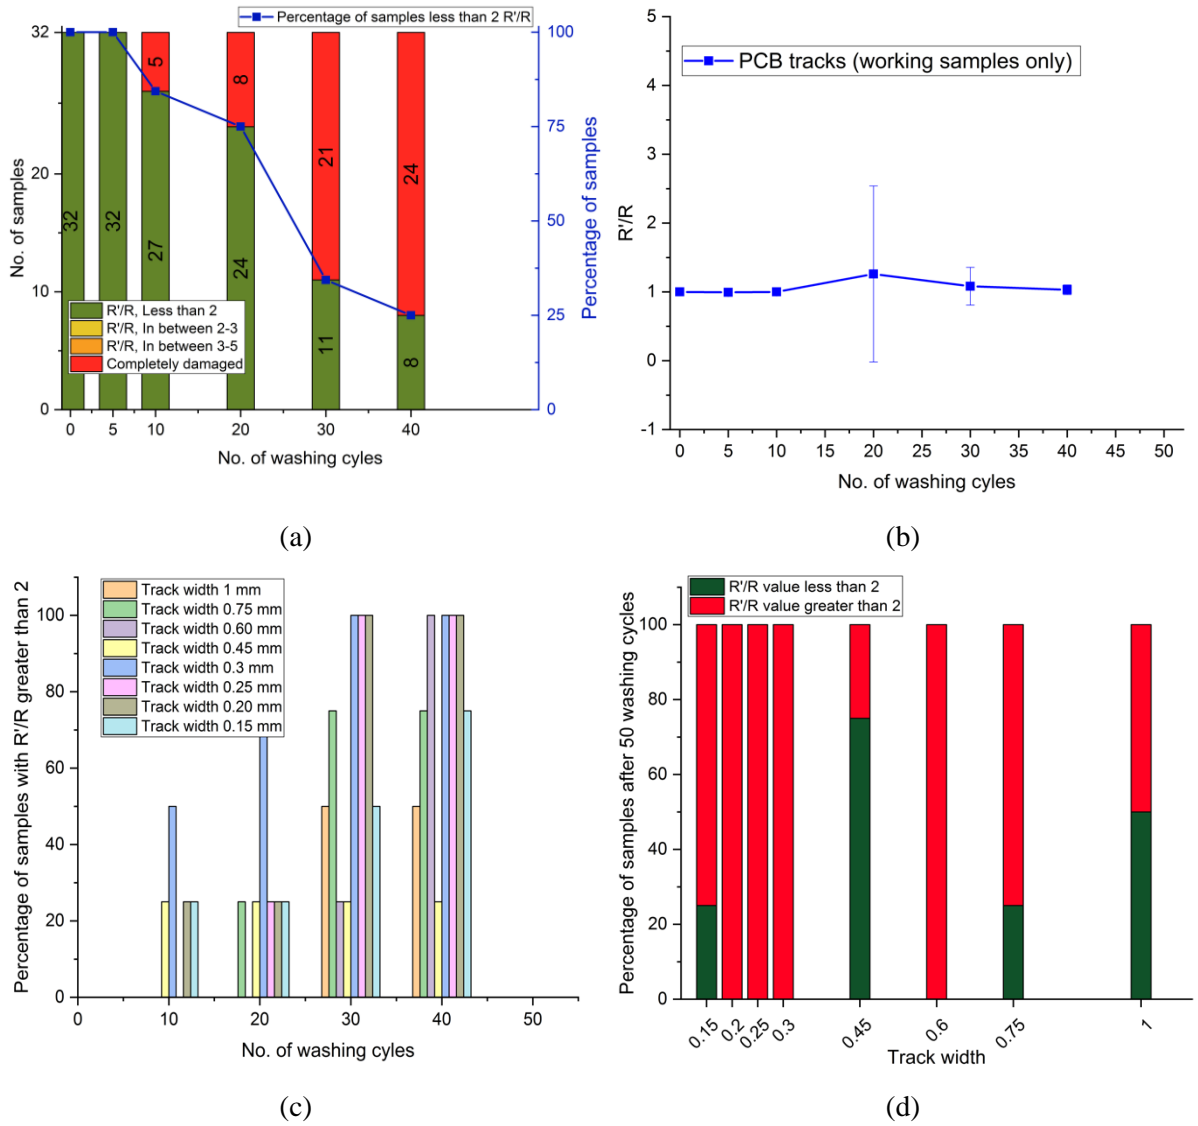 Percentage of samples less than 2 R'/R
No. of samples
32
20
10
0
32
32
27
5
24
8
11
21
8
24
R'/R, Less than 2
R'/R, In between 2-3
R'/R, In between 3-5
Completely damaged
100
75
50
25
0
Percentage of samples
0 5 10 20 30 40
No. of washing cyles
(a)
PCB tracks (working samples only)
R'/R
5
4
3
2
1
0
-1
0 5 10 15 20 25 30 35 40 45 50
No. of washing cyles
(b)
Track width 1 mm
Track width 0.75 mm
Track width 0.60 mm
Track width 0.45 mm
Track width 0.3 mm
Track width 0.25 mm
Track width 0.20 mm
Track width 0.15 mm
Percentage of samples with R'/R greater than 2
100
80
60
40
20
0
0 10 20 30 40 50
No. of washing cyles
(c)
R'/R value less than 2
R'/R value greater than 2
Percentage of samples after 50 washing cycles
100
80
60
40
20
0
0.15 0.2 0.25 0.3 0.45 0.6 0.75 1
Track width
(d)